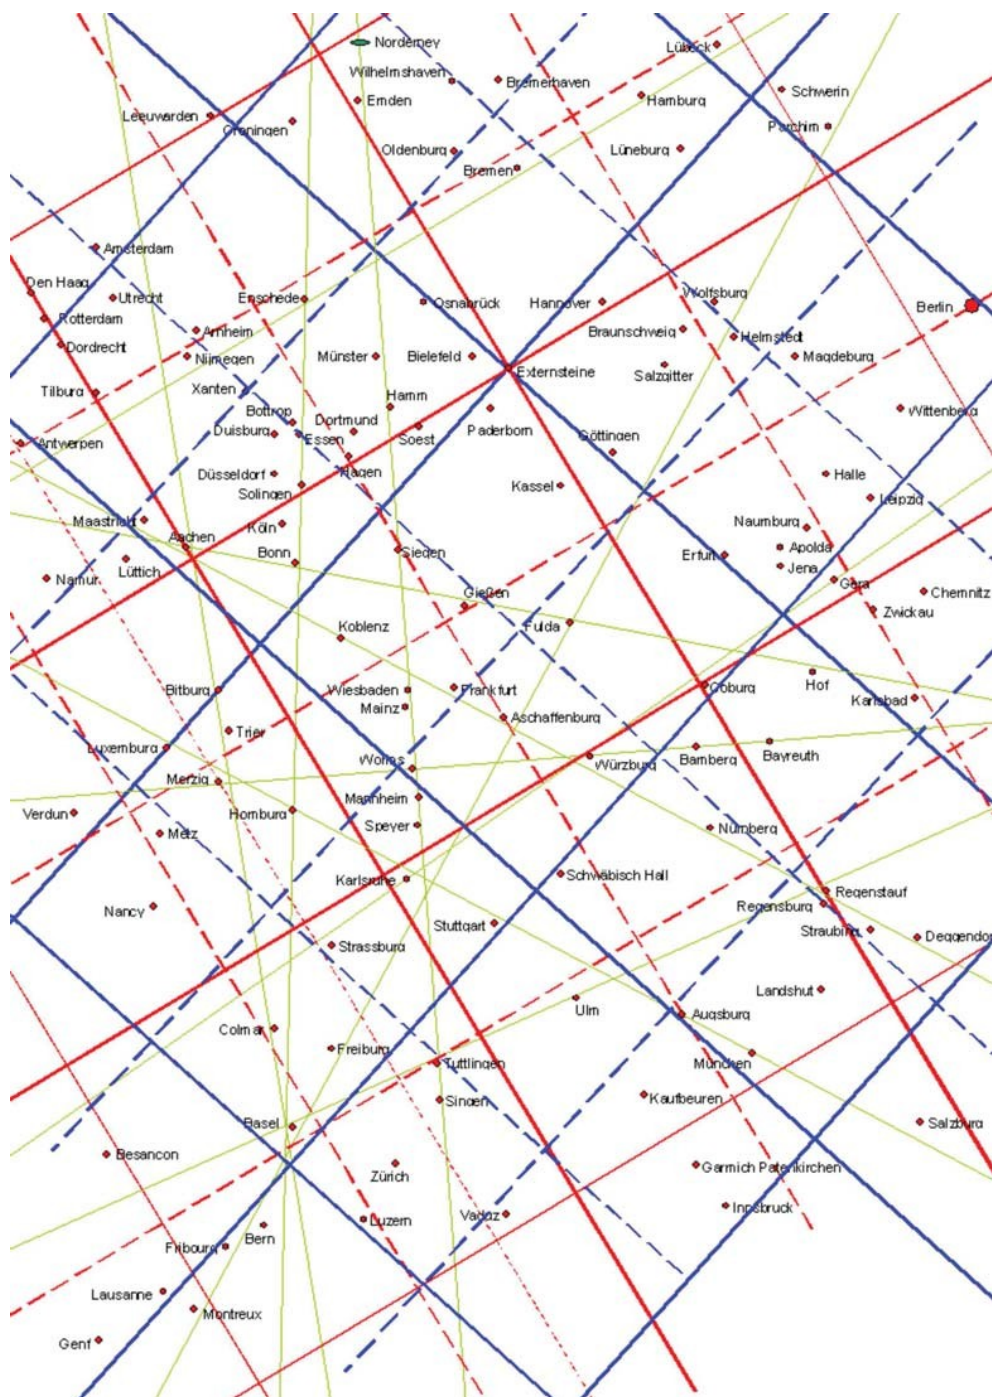 Norderney
Lübeck
Wilhelmshaven
Bremerhaven
Schwerin
Emden
Hamburg
Leeuwarden
Groningen
Parchim
Oldenburg
Lüneburg
Bremen
Amsterdam
Den Haag
Utrecht
Enschede
Osnabrück
Hannover
Wolfsburg
Berlin
Rotterdam
Arnheim
Braunschweig
Helmstedt
Dordrecht
Nijmegen
Münster
Bielefeld
Externsteine
Salzgitter
Magdeburg
Tilburg
Xanten
Hamm
Bottrop
Dortmund
Paderborn
Wittenberg
Duisburg
Essen
Soest
Göttingen
Antwerpen
Hagen
Düsseldorf
Solingen
Kassel
Halle
Leipzig
Maastricht
Köln
Naumburg
Aachen
Siegen
Erfurt
Apolda
Bonn
Jena
Lüttich
Namur
Gera
Chemnitz
Gießen
Zwickau
Koblenz
Fulda
Bitburg
Wiesbaden
Frankfurt
Coburg
Hof
Karlsbad
Mainz
Aschaffenburg
Trier
Luxemburg
Worms
Würzburg
Bamberg
Bayreuth
Merzig
Mannheim
Verdun
Homburg
Metz
Speyer
Nürnberg
Karlsruhe
Schwäbisch Hall
Regenstauf
Nancy
Regensburg
Stuttgart
Straubing
Deggendor
Strassburg
Landshut
Ulm
Augsburg
Colmar
Freiburg
Tuttlingen
München
Singen
Kaufbeuren
Basel
Salzburg
Besancon
Zürich
Garmich Patenkirchen
Luzern
Vaduz
Innsbruck
Bern
Fribourg
Lausanne
Montreux
Genf